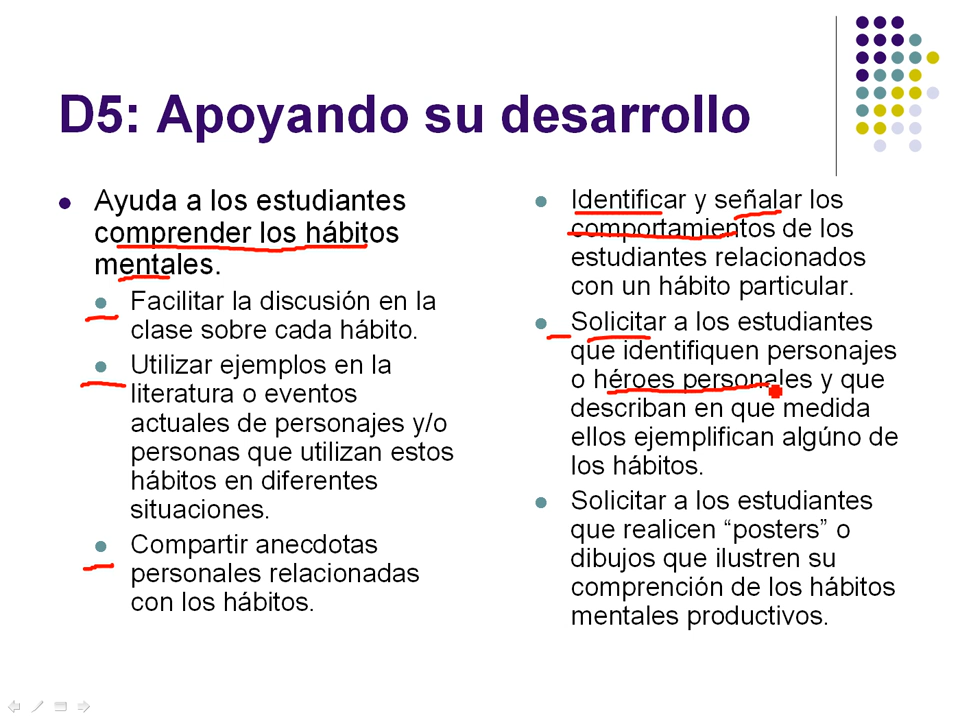 D5: Apoyando su desarrollo
Ayuda a los estudiantes
comprender los hábitos
mentales.
Facilitar la discusión en la
clase sobre cada hábito.
Utilizar ejemplos en la
literatura o eventos
actuales de personajes y/o
personas que utilizan estos
hábitos en diferentes
situaciones.
Compartir anecdotas
personales relacionadas
con los hábitos.
Identificar y señalar los
comportamientos de los
estudiantes relacionados
con un hábito particular.
Solicitar a los estudiantes
que identifiquen personajes
o héroes personales y que
describan en que medida
ellos ejemplifican algúno de
los hábitos.
Solicitar a los estudiantes
que realicen “posters” o
dibujos que ilustren su
comprención de los hábitos
mentales productivos.